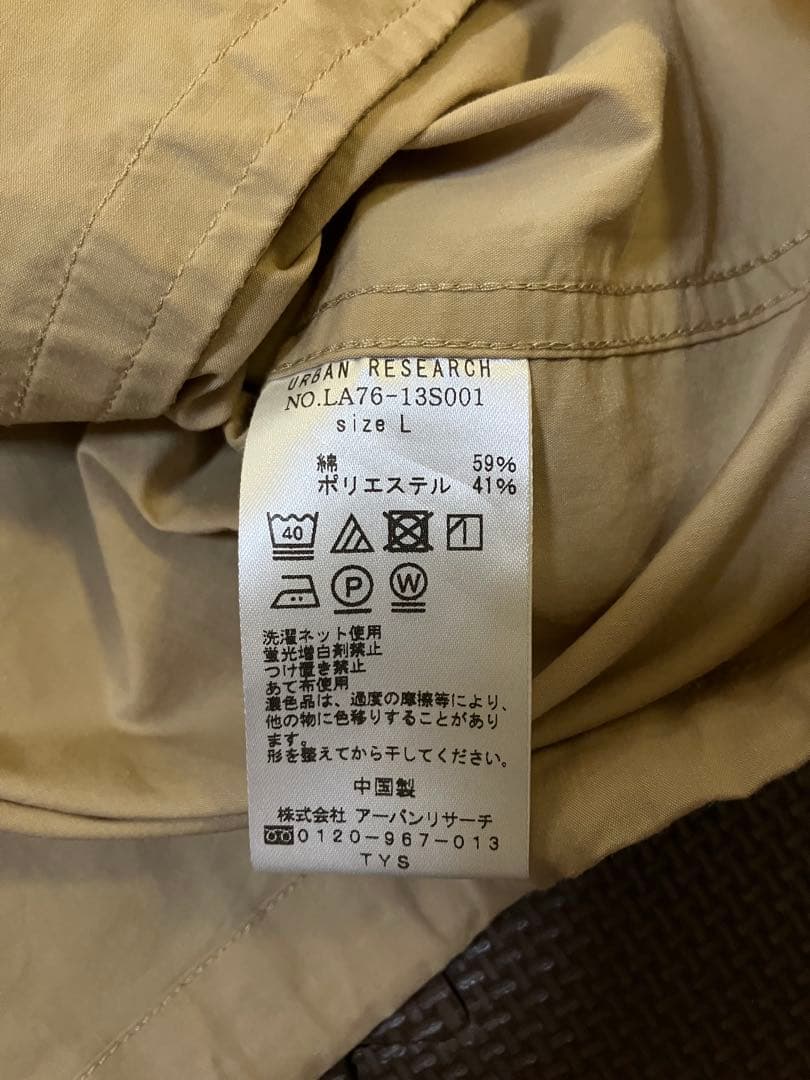 URBAN RESEARCH
NO.LA76-13S001
size L
綿 59%
ポリエステル 41%
40
P W
洗濯ネット使用
蛍光増白剤禁止
つけ置き禁止
あて布使用
濃色品は、過度の摩擦等により、
他の物に色移りすることがあり
ます。
形を整えてから干してください。
中国製
株式会社 アーバンリサーチ
0120-967-013
TYS